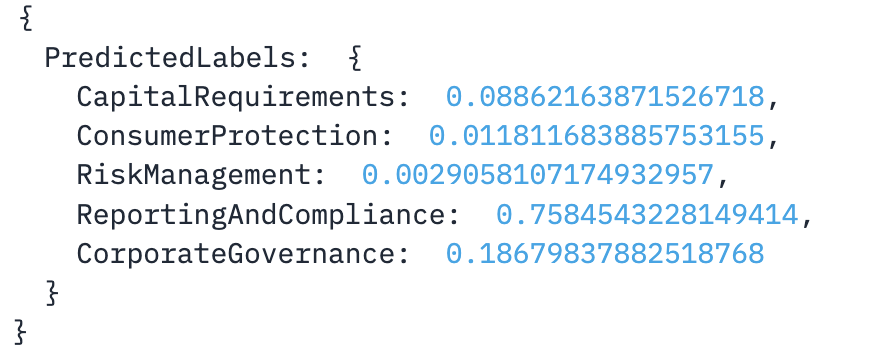 {
PredictedLabels: {
CapitalRequirements: 0.08862163871526718,
ConsumerProtection: 0.011811683885753155,
RiskManagement: 0.0029058107174932957,
ReportingAndCompliance: 0.7584543228149414,
CorporateGovernance: 0.18679837882518768
}
}